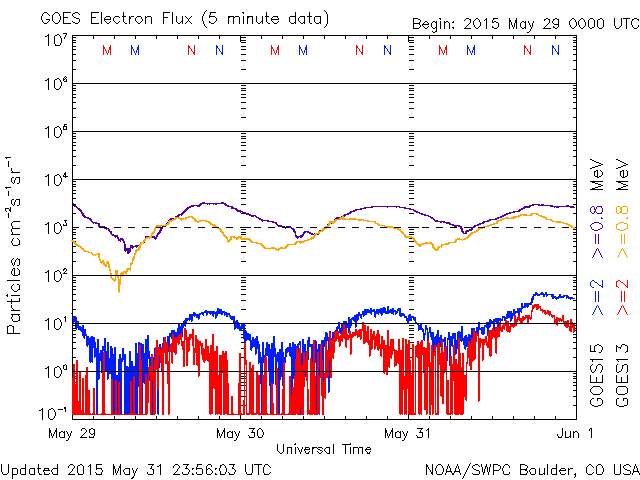 GOES Electron Flux (5 minute data)
Begin: 2015 May 29 0000 UTC
M M N N M M N N M M N N
10⁷
10⁶
10⁵
10⁴
10³
10²
10¹
10⁰
10⁻¹
Particles cm⁻²s⁻¹sr⁻¹
May 29 May 30 May 31 Jun 1
Universal Time
GOES15 >=2 >=0.8 MeV
GOES13 >=2 >=0.8 MeV
Updated 2015 May 31 23:56:03 UTC
NOAA/SWPC Boulder, CO USA